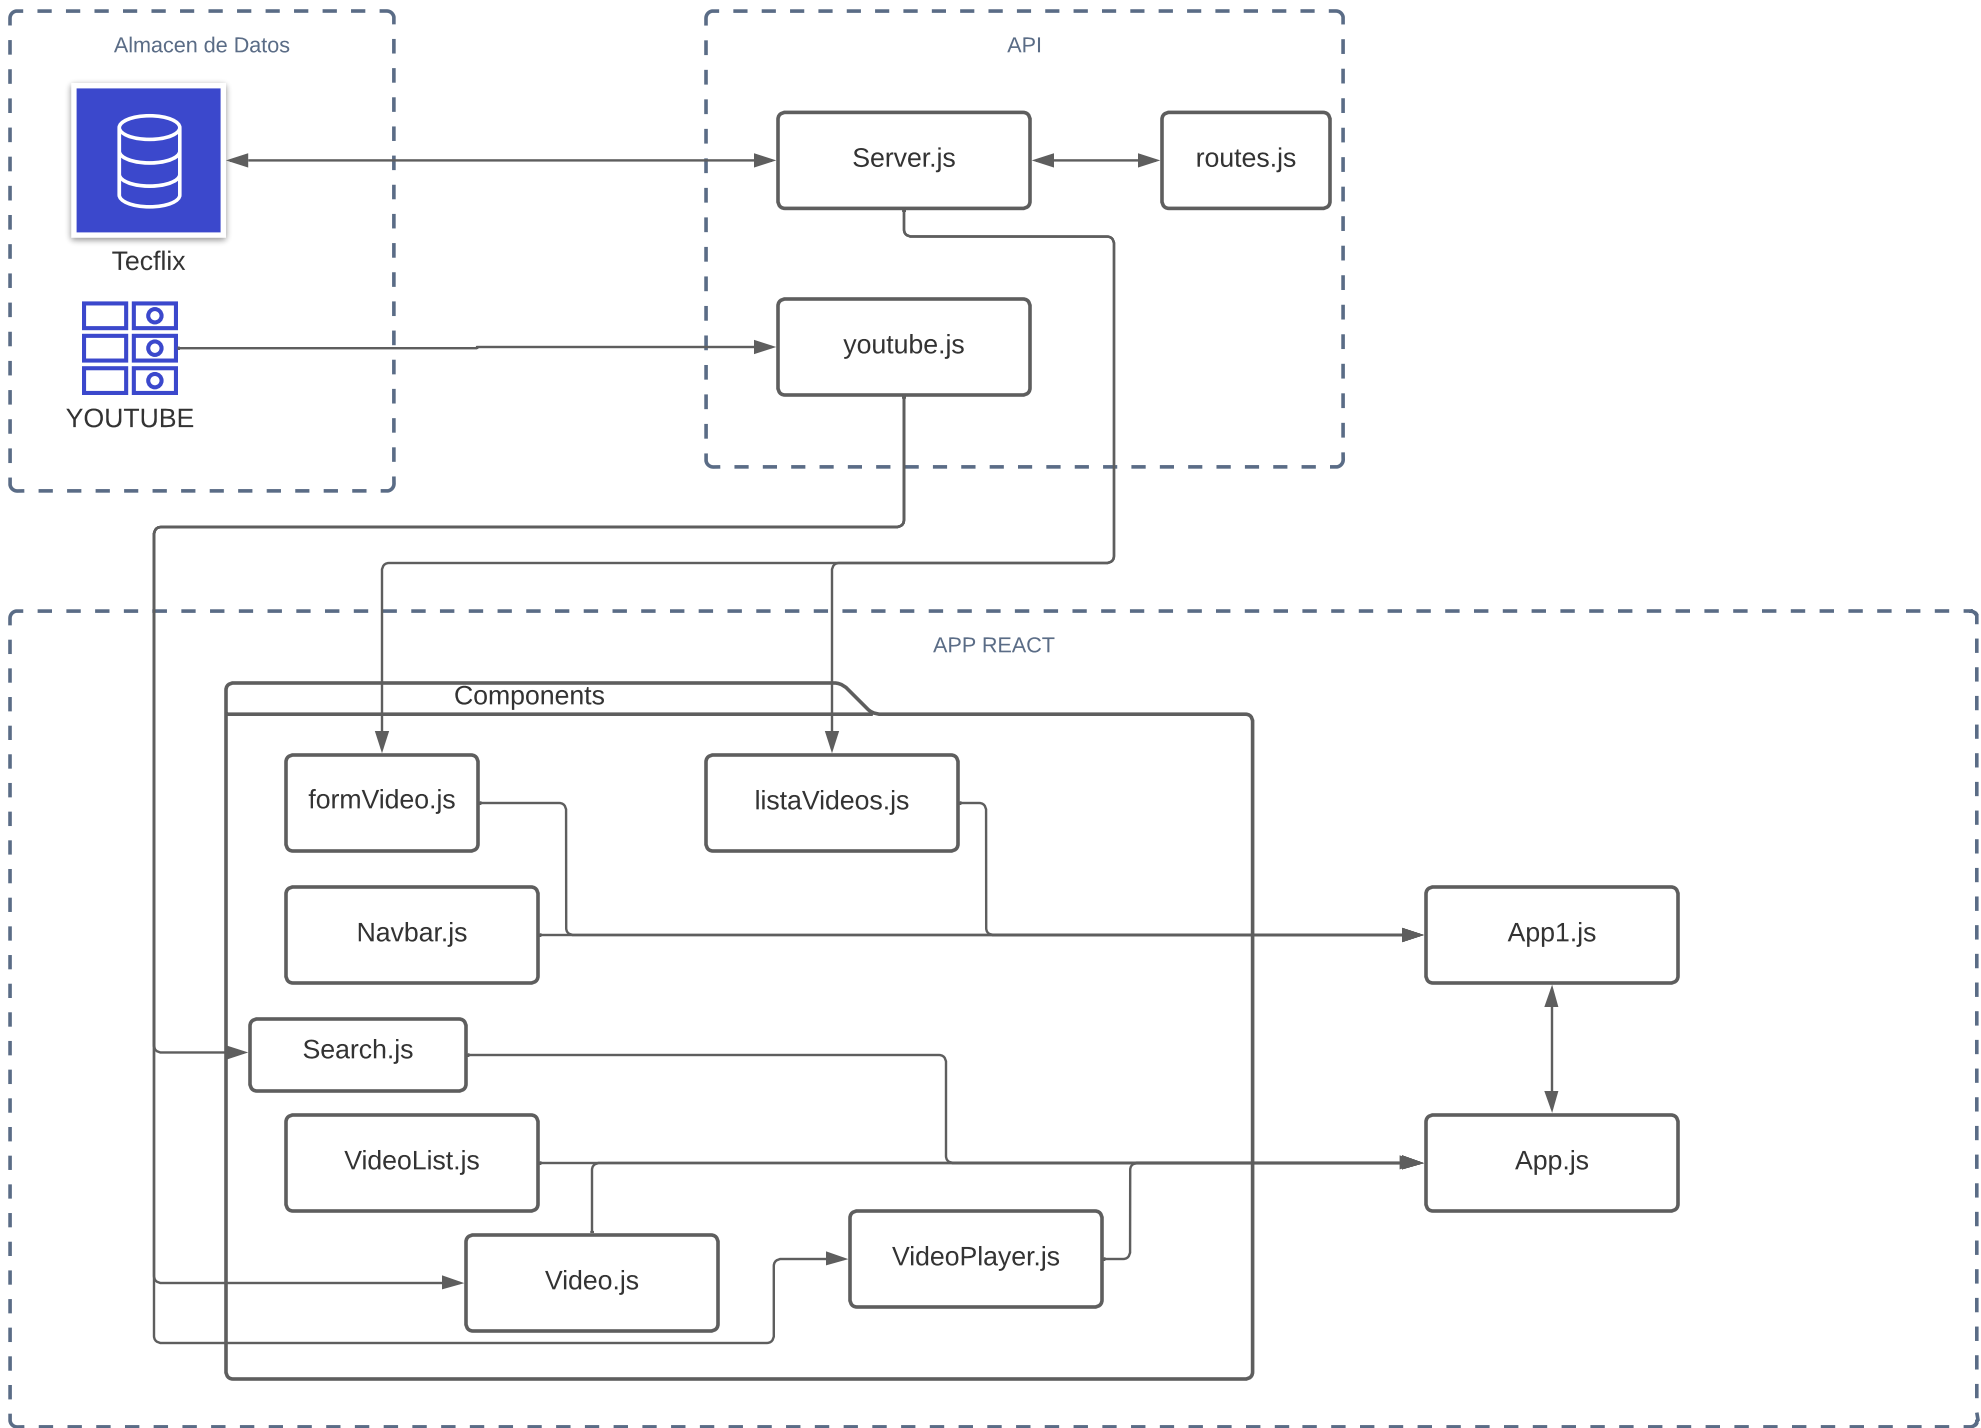 Almacen de Datos
API
Tecflix
Server.js
routes.js
YOUTUBE
youtube.js
APP REACT
Components
formVideo.js
listaVideos.js
Navbar.js
App1.js
Search.js
VideoList.js
App.js
Video.js
VideoPlayer.js